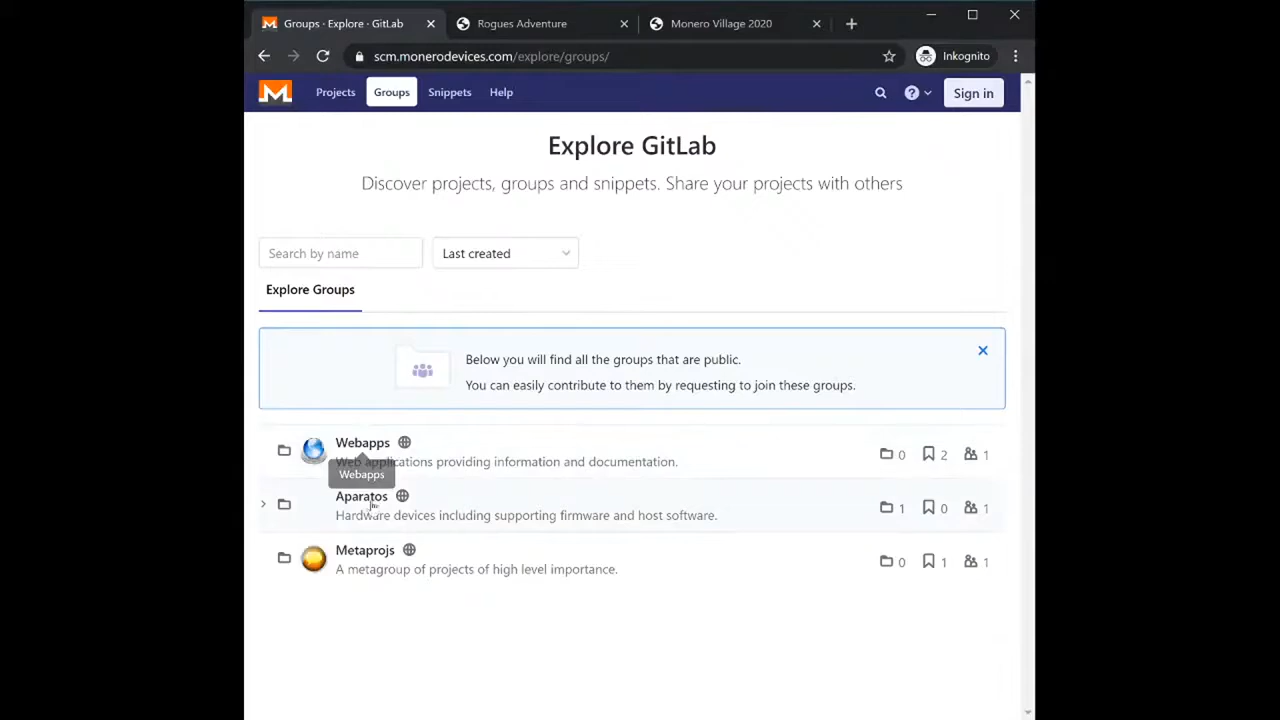 Groups · Explore · GitLab
Rogues Adventure
Monero Village 2020
scm.monerodevices.com/explore/groups/
Inkognito
Projects
Groups
Snippets
Help
Sign in
Explore GitLab
Discover projects, groups and snippets. Share your projects with others
Search by name
Last created
Explore Groups
Below you will find all the groups that are public.
You can easily contribute to them by requesting to join these groups.
Webapps
Web applications providing information and documentation.
0 2 1
Webapps
Aparatos
Hardware devices including supporting firmware and host software.
1 0 1
Metaprojs
A metagroup of projects of high level importance.
0 1 1